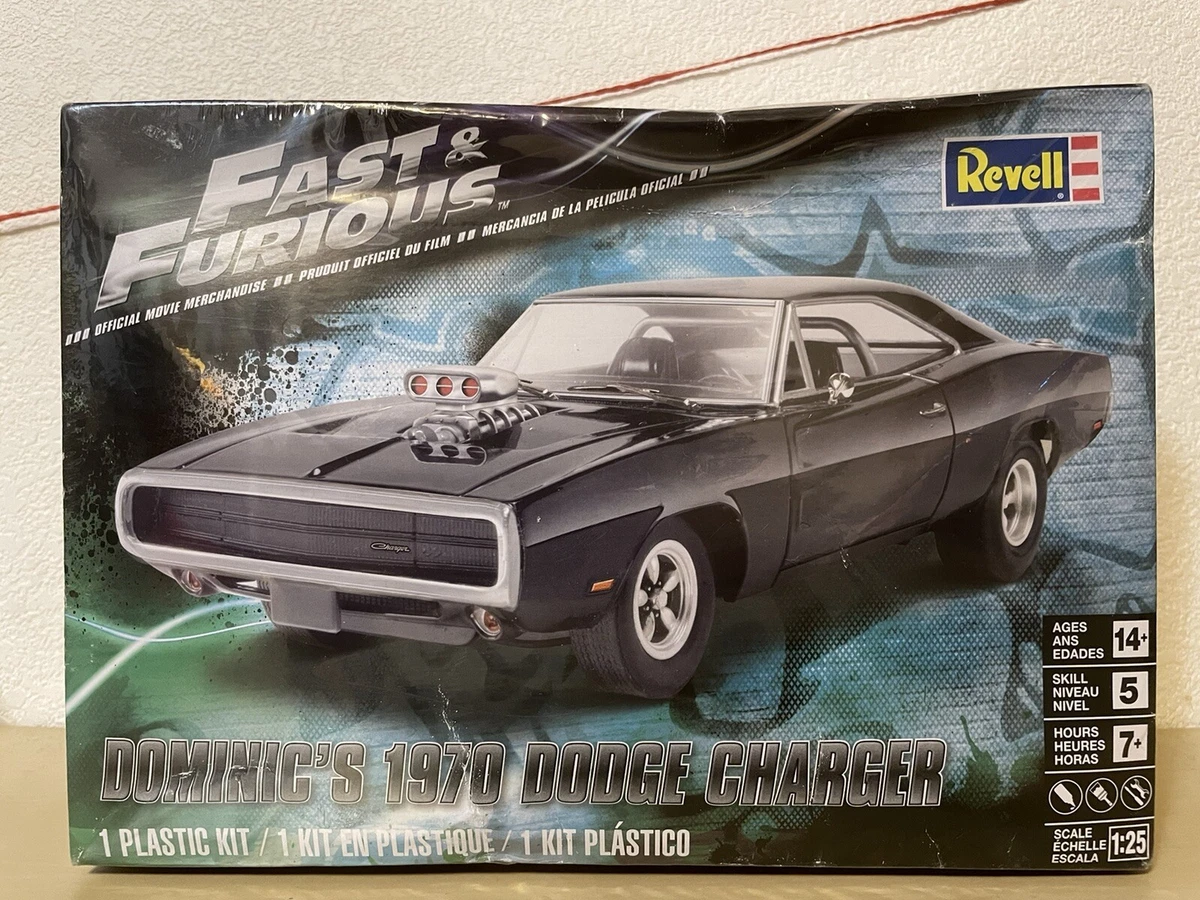 FAST &
FURIOUS™
OFFICIAL MOVIE MERCHANDISE PRODUIT OFFICIEL DU FILM MERCANCIA DE LA PELICULA OFICIAL
Revell®
Charger
DOMINIC'S 1970 DODGE CHARGER
1 PLASTIC KIT / 1 KIT EN PLASTIQUE / 1 KIT PLÁSTICO
AGES
ANS
EDADES
14+
SKILL
NIVEAU
NIVEL
5
HOURS
HEURES
HORAS
7+
SCALE
ÉCHELLE
ESCALA
1:25